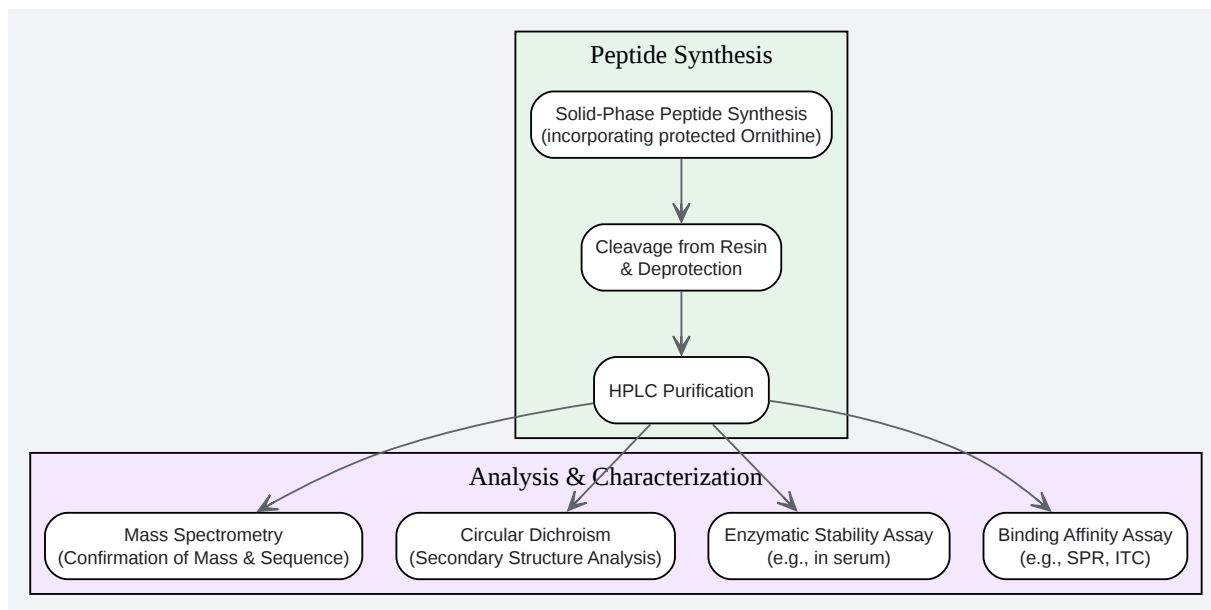 Peptide Synthesis
Solid-Phase Peptide Synthesis
(incorporating protected Ornithine)
Cleavage from Resin
& Deprotection
HPLC Purification
Analysis & Characterization
Mass Spectrometry
(Confirmation of Mass & Sequence)
Circular Dichroism
(Secondary Structure Analysis)
Enzymatic Stability Assay
(e.g., in serum)
Binding Affinity Assay
(e.g., SPR, ITC)